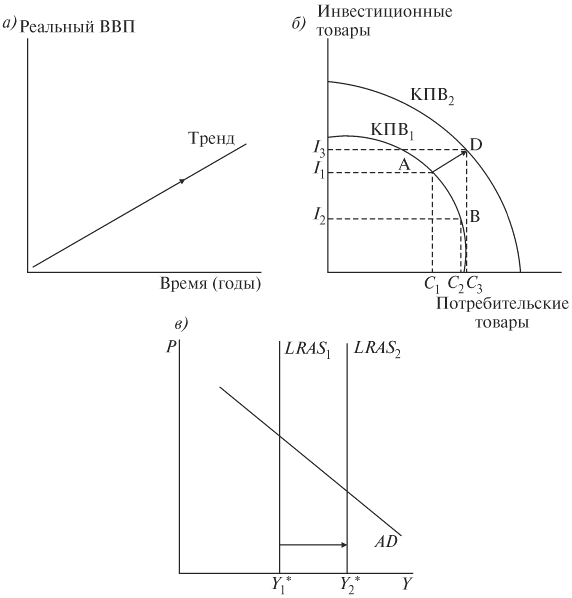 а) Реальный ВВП
Тренд
Время (годы)
б) Инвестиционные
товары
КПВ₂
КПВ₁
I₃
D
A
I₁
I₂
B
C₁ C₂ C₃
Потребительские
товары
в)
P
LRAS₁
LRAS₂
AD
Y₁*
Y₂*
Y